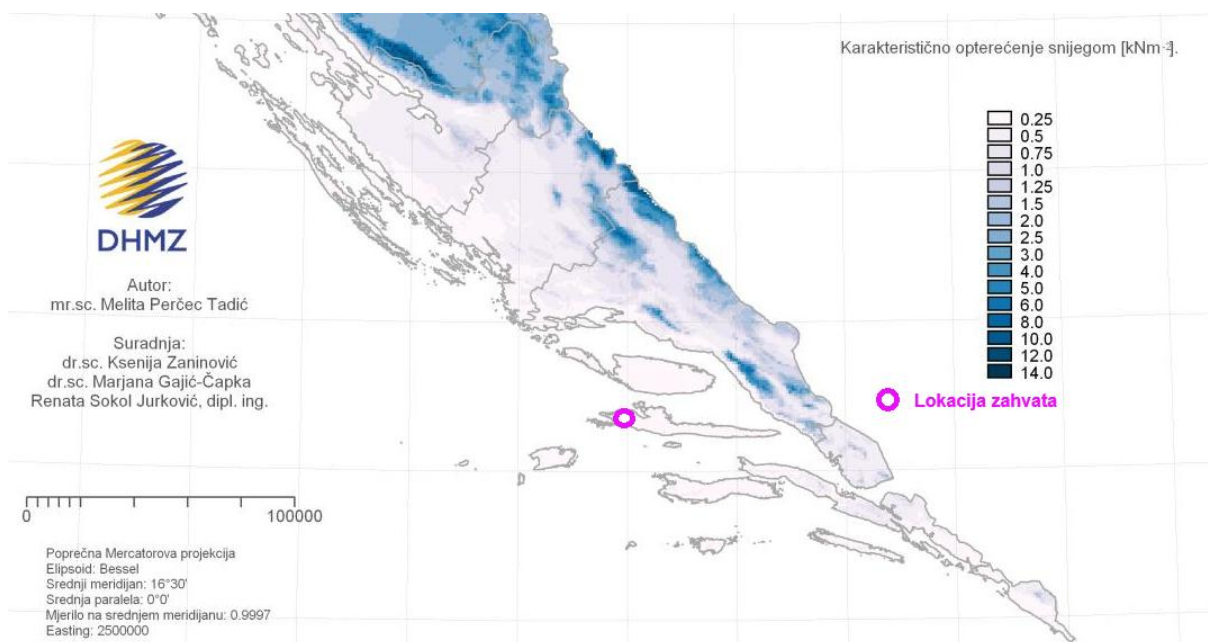 Karakteristično opterećenje snijegom [kNm-2].
0.25
0.5
0.75
1.0
1.25
1.5
2.0
2.5
3.0
4.0
5.0
6.0
8.0
10.0
12.0
14.0
Lokacija zahvata
DHMZ
Autor:
mr.sc. Melita Perčec Tadić
Suradnja:
dr.sc. Ksenija Zaninović
dr.sc. Marjana Gajić-Čapka
Renata Sokol Jurković, dipl. ing.
0 100000
Poprečna Mercatorova projekcija
Elipsoid: Bessel
Srednji meridijan: 16°30'
Srednja paralela: 0°0'
Mjerilo na srednjem meridijanu: 0.9997
Easting: 2500000